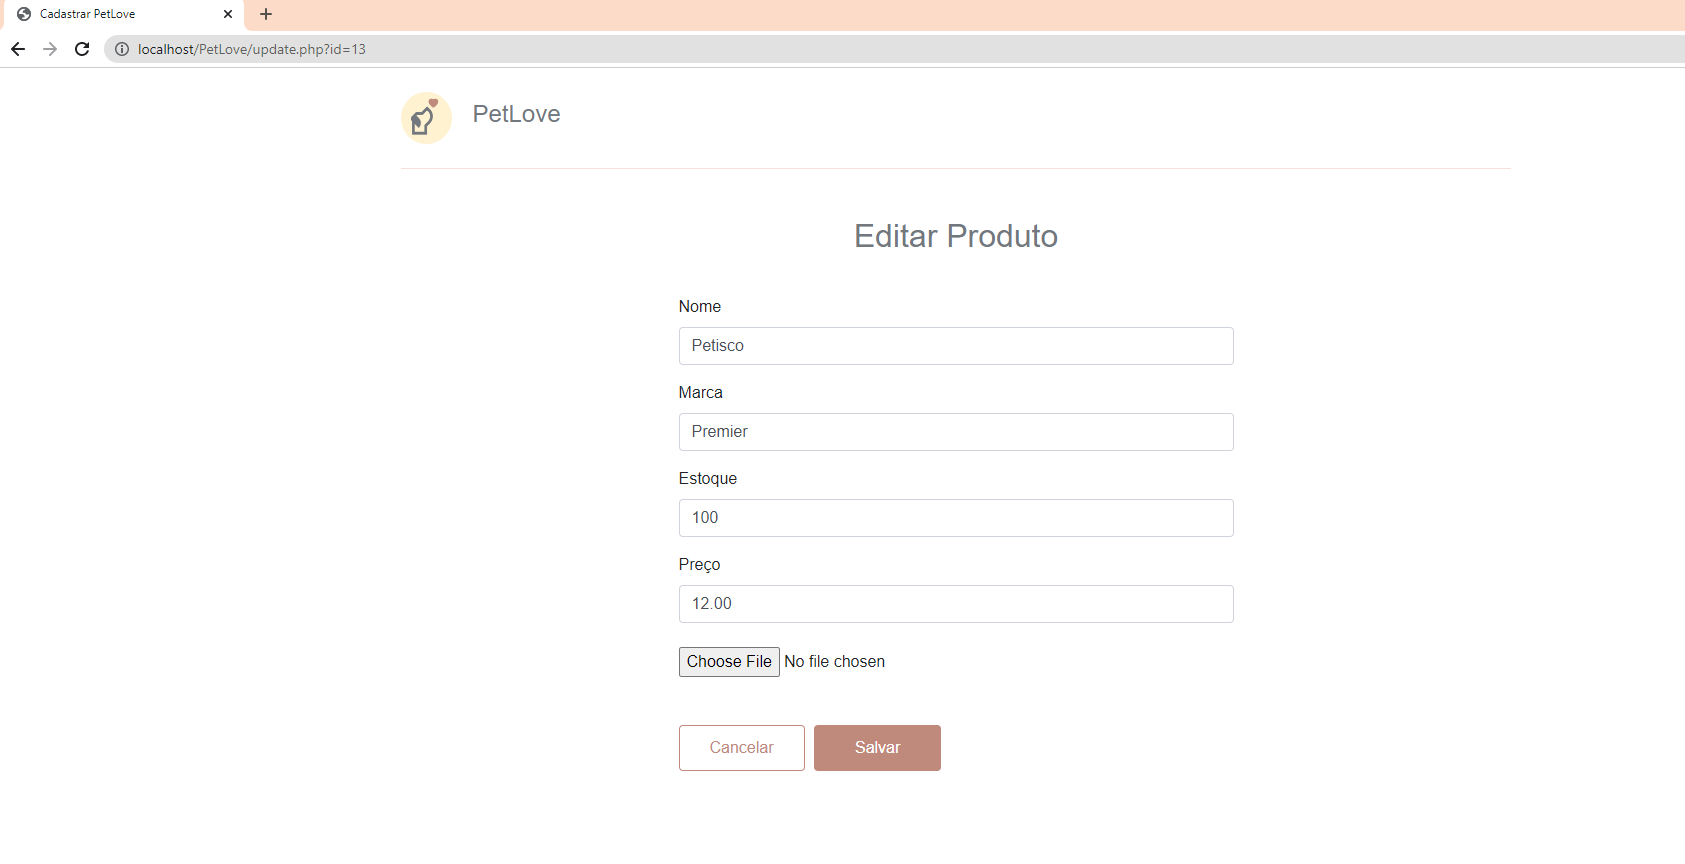 Cadastrar PetLove
localhost/PetLove/update.php?id=13
PetLove
Editar Produto
Nome
Petisco
Marca
Premier
Estoque
100
Preço
12.00
Choose File No file chosen
Cancelar Salvar